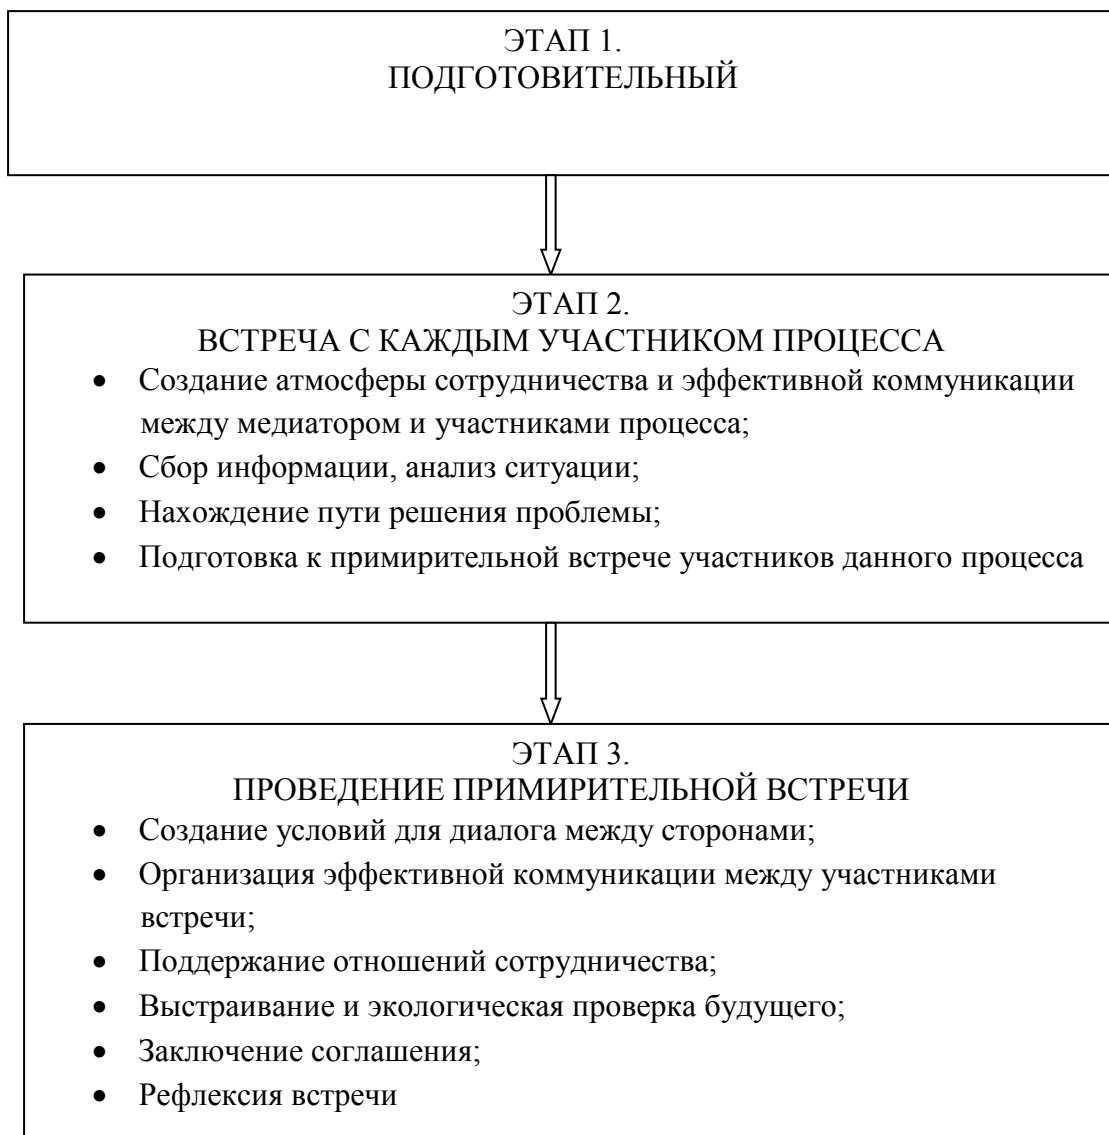 ЭТАП 1.
ПОДГОТОВИТЕЛЬНЫЙ
ЭТАП 2.
ВСТРЕЧА С КАЖДЫМ УЧАСТНИКОМ ПРОЦЕССА
• Создание атмосферы сотрудничества и эффективной коммуникации
между медиатором и участниками процесса;
• Сбор информации, анализ ситуации;
• Нахождение пути решения проблемы;
• Подготовка к примирительной встрече участников данного процесса
ЭТАП 3.
ПРОВЕДЕНИЕ ПРИМИРИТЕЛЬНОЙ ВСТРЕЧИ
• Создание условий для диалога между сторонами;
• Организация эффективной коммуникации между участниками
встречи;
• Поддержание отношений сотрудничества;
• Выстраивание и экологическая проверка будущего;
• Заключение соглашения;
• Рефлексия встречи